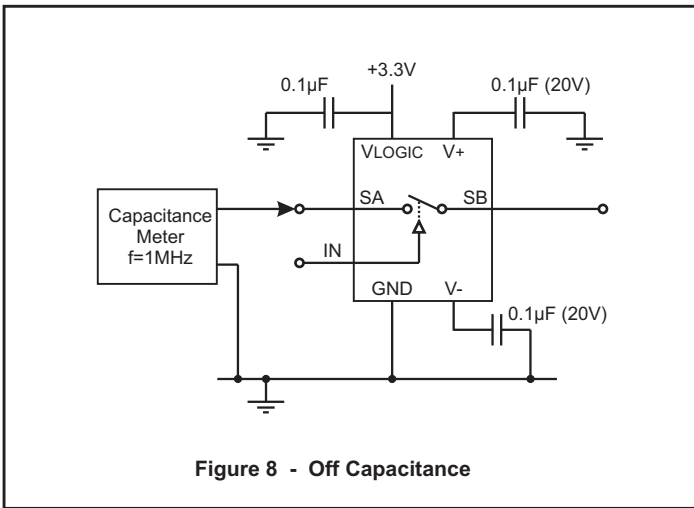 +3.3V
0.1µF
0.1µF (20V)
VLOGIC
V+
SA
SB
Capacitance
Meter
f=1MHz
IN
GND
V-
0.1µF (20V)
Figure 8 - Off Capacitance